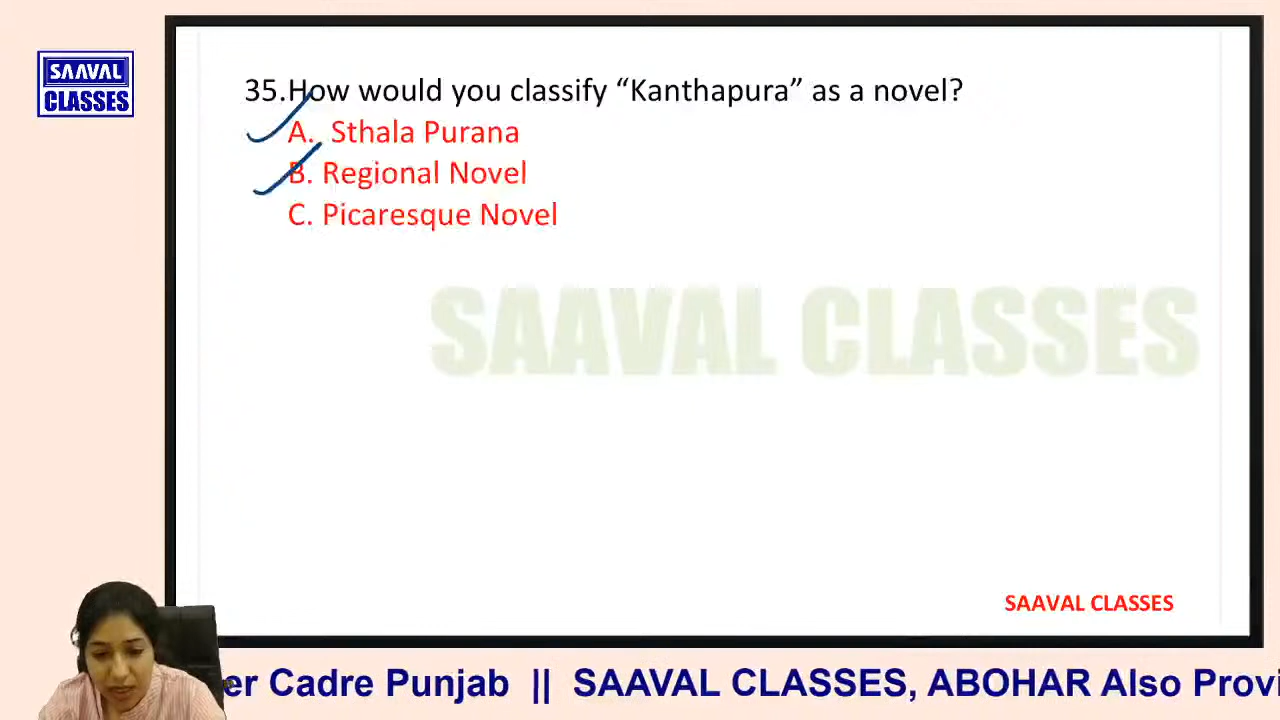 SAAVAL
CLASSES
35.How would you classify “Kanthapura” as a novel?
A. Sthala Purana
B. Regional Novel
C. Picaresque Novel
SAAVAL CLASSES
SAAVAL CLASSES
er Cadre Punjab || SAAVAL CLASSES, ABOHAR Also Provi